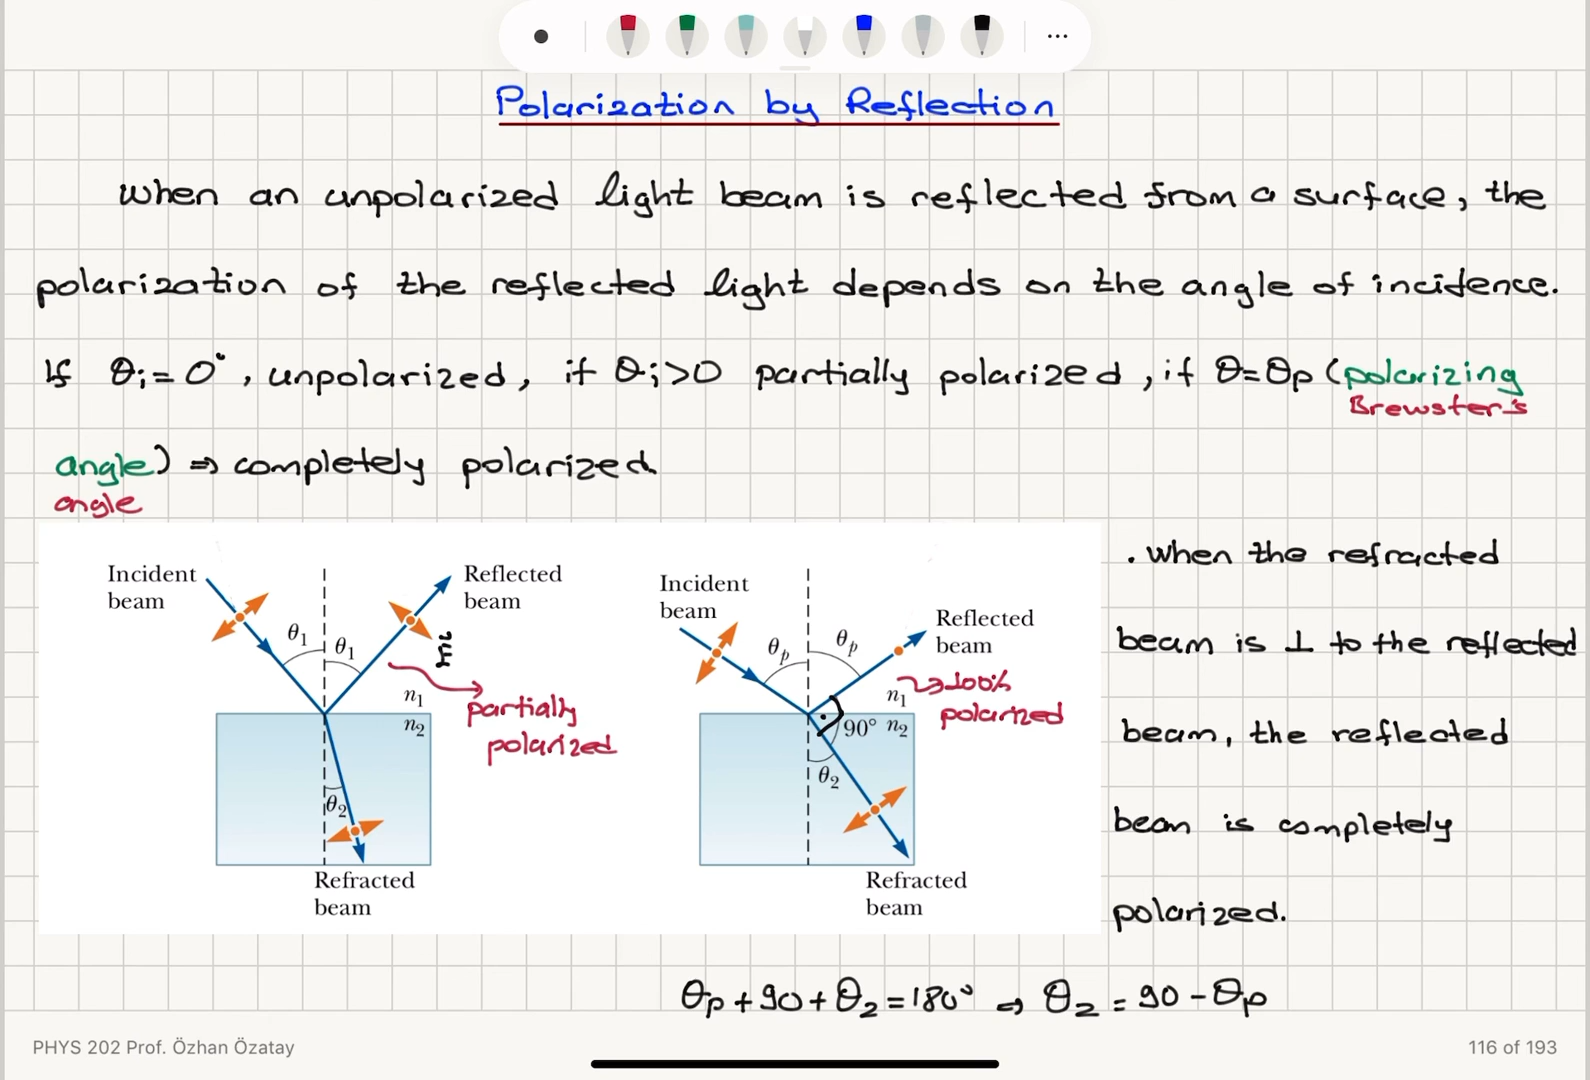 Polarization by Reflection
when an unpolarized light beam is reflected from a surface, the
polarization of the reflected light depends on the angle of incidence.
If θi = 0°, unpolarized, if θi > 0 partially polarized, if θ = θp (polarizing
Brewster's
angle) ⇒ completely polarized
angle
Incident
beam
Reflected
beam
θ1
θ1
n1
n2
θ2
partially
polarized
Refracted
beam
Incident
beam
Reflected
beam
θp
θp
n1
100%
polarized
90°
n2
θ2
Refracted
beam
. when the refracted
beam is ⊥ to the reflected
beam, the reflected
beam is completely
polarized.
θp + 90 + θ2 = 180° ⇒ θ2 = 90 - θp
PHYS 202 Prof. Özhan Özatay
116 of 193